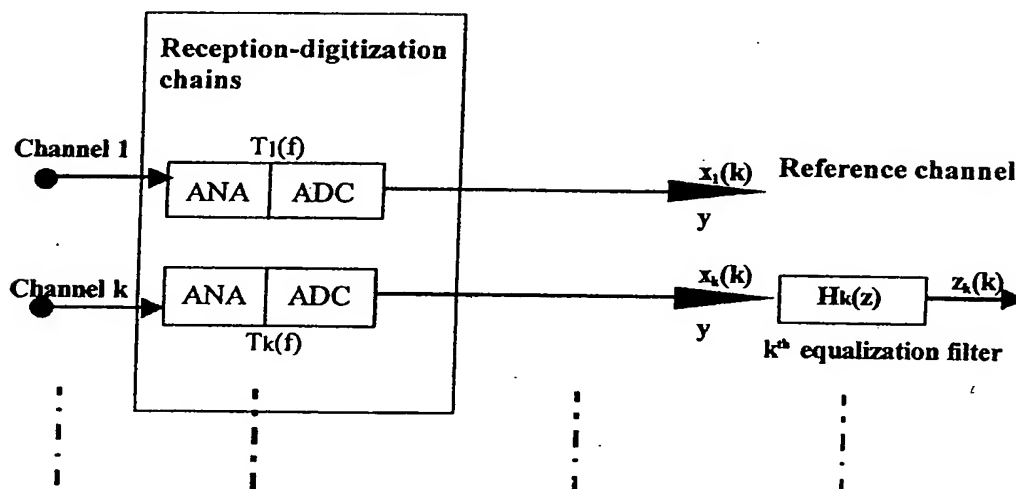 Reception-digitization
chains
Channel 1
T1(f)
ANA ADC
x₁(k)
y
Reference channel
Channel k
ANA ADC
Tk(f)
xₖ(k)
y
Hk(z)
zₖ(k)
kᵗʰ equalization filter